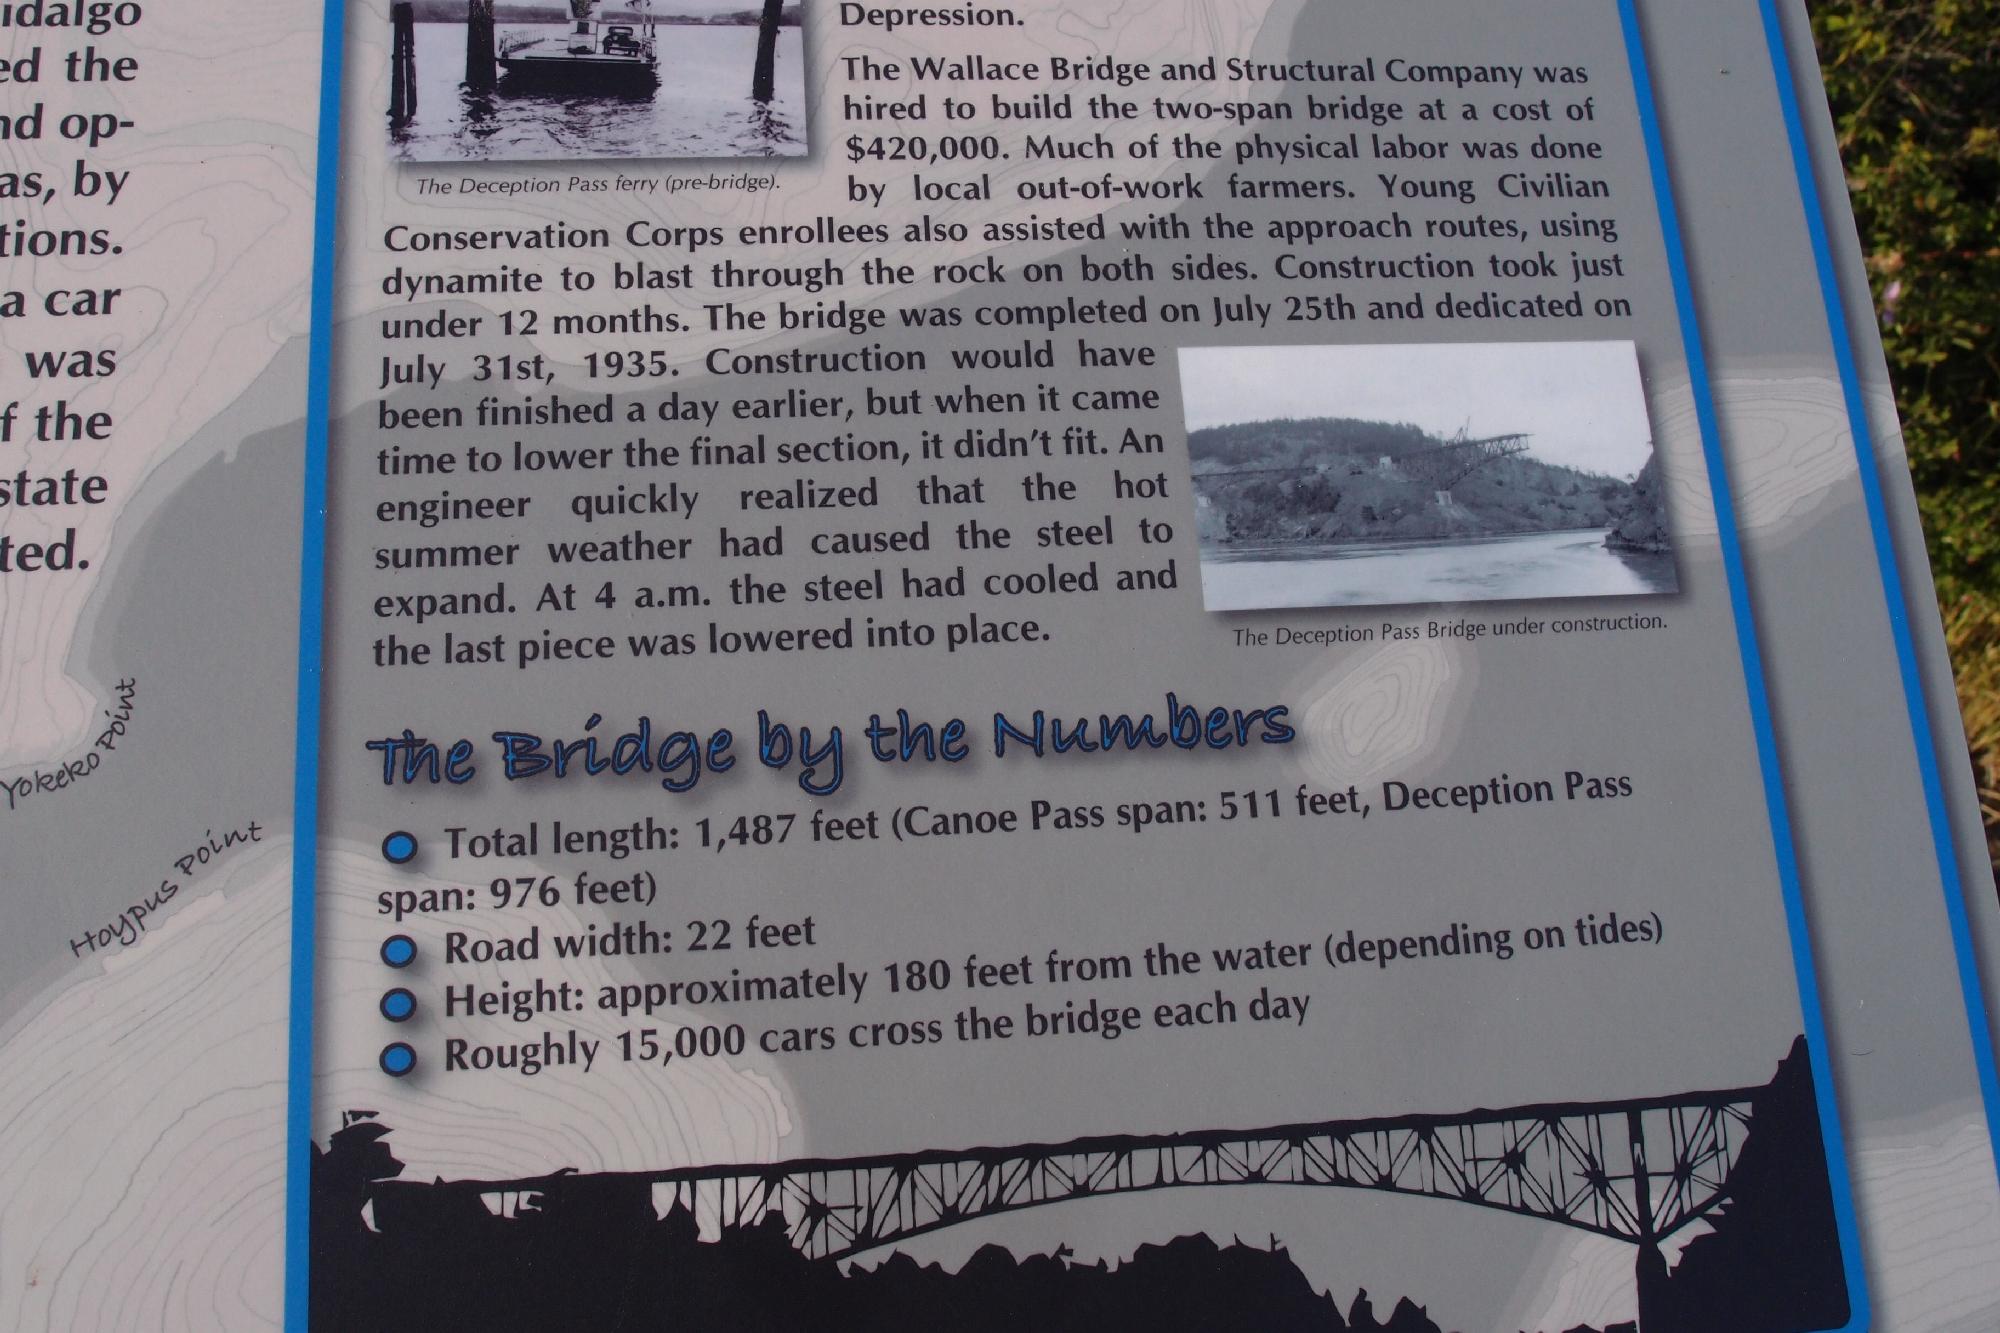 idalgo
ed the
nd op-
as, by
tions.
a car
was
f the
state
ted.
Yokeko Point
Hoypus Point
The Deception Pass ferry (pre-bridge).
Depression.
The Wallace Bridge and Structural Company was
hired to build the two-span bridge at a cost of
$420,000. Much of the physical labor was done
by local out-of-work farmers. Young Civilian
Conservation Corps enrollees also assisted with the approach routes, using
dynamite to blast through the rock on both sides. Construction took just
under 12 months. The bridge was completed on July 25th and dedicated on
July 31st, 1935. Construction would have
been finished a day earlier, but when it came
time to lower the final section, it didn't fit. An
engineer quickly realized that the hot
summer weather had caused the steel to
expand. At 4 a.m. the steel had cooled and
the last piece was lowered into place.
The Deception Pass Bridge under construction.
The Bridge by the Numbers
Total length: 1,487 feet (Canoe Pass span: 511 feet, Deception Pass
span: 976 feet)
Road width: 22 feet
Height: approximately 180 feet from the water (depending on tides)
Roughly 15,000 cars cross the bridge each day